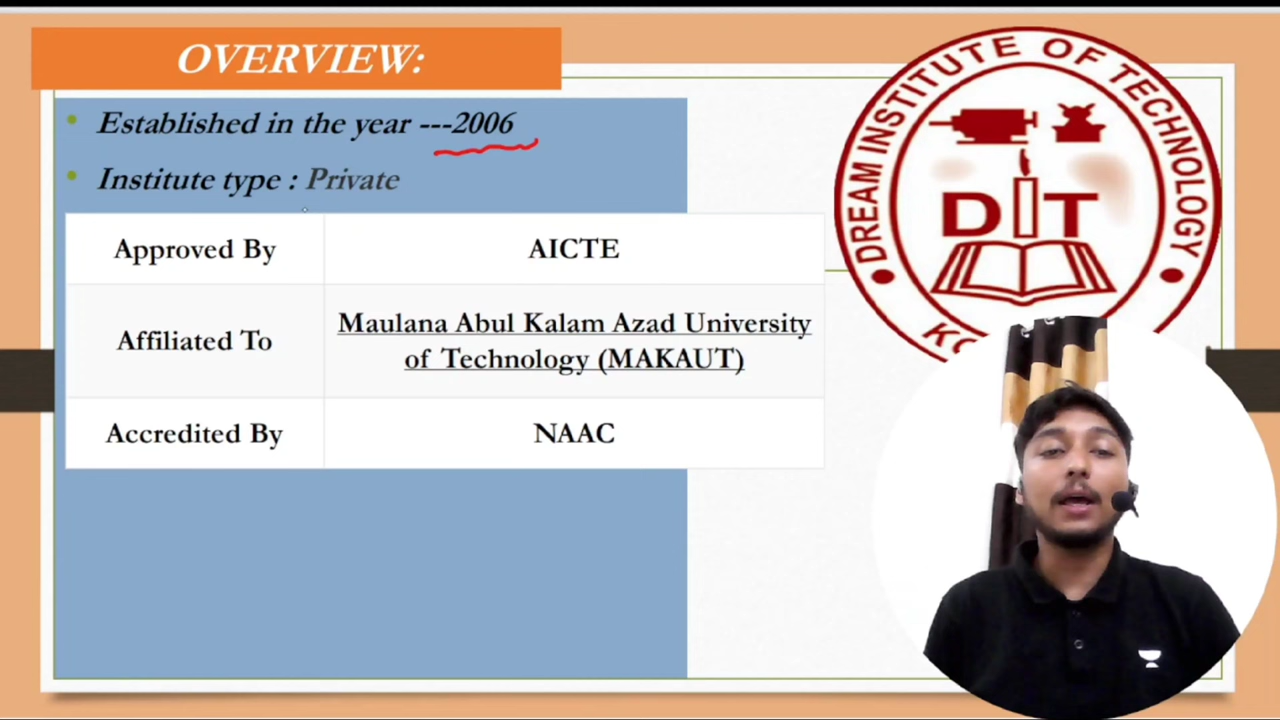 OVERVIEW:
Established in the year ---2006
Institute type : Private
Approved By
AICTE
Affiliated To
Maulana Abul Kalam Azad University
of Technology (MAKAUT)
Accredited By
NAAC
DREAM INSTITUTE OF TECHNOLOGY
DIT